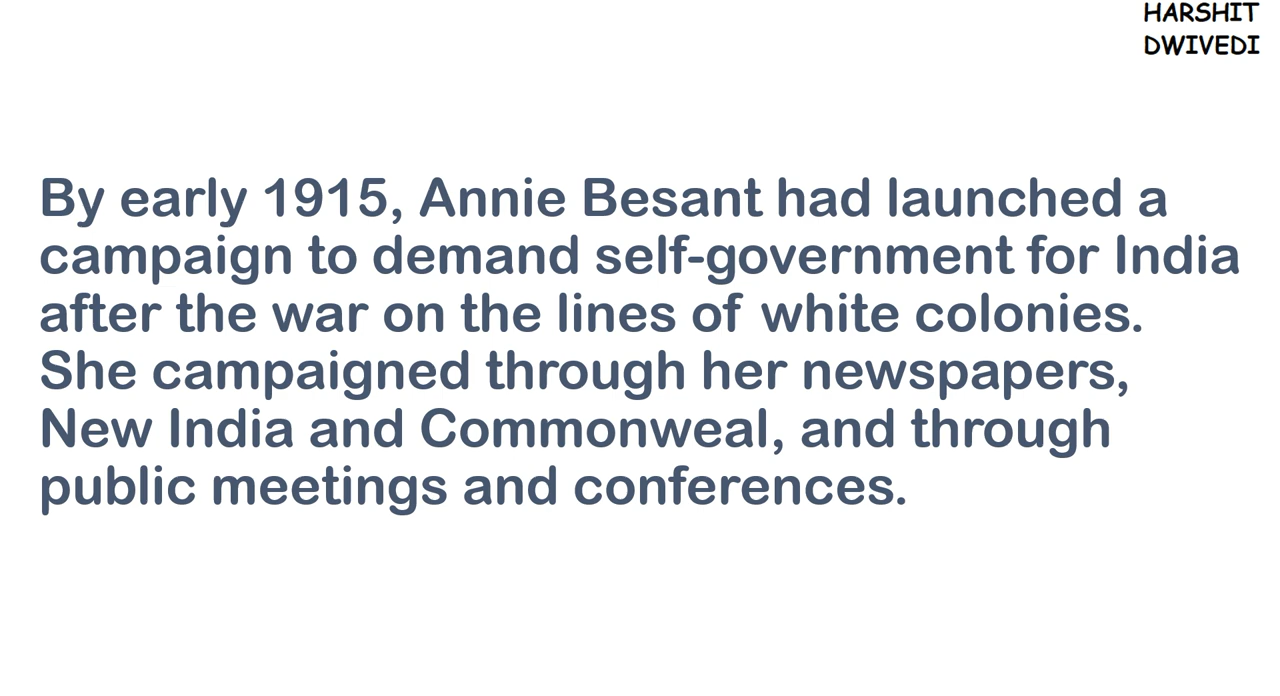 HARSHIT
DWIVEDI
By early 1915, Annie Besant had launched a
campaign to demand self-government for India
after the war on the lines of white colonies.
She campaigned through her newspapers,
New India and Commonweal, and through
public meetings and conferences.